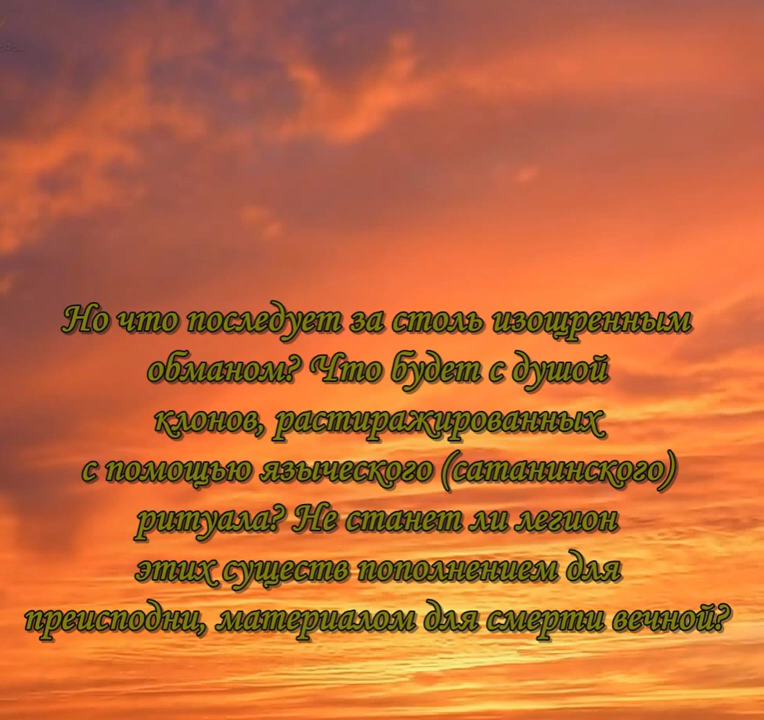 Но что последует за столь изощренным
обманом? Что будет с душой
клонов, растиражированных
с помощью языческого (сатанинского)
ритуала? Не станет ли легион
этих существ пополнением для
преисподни, материалом для смерти вечной?